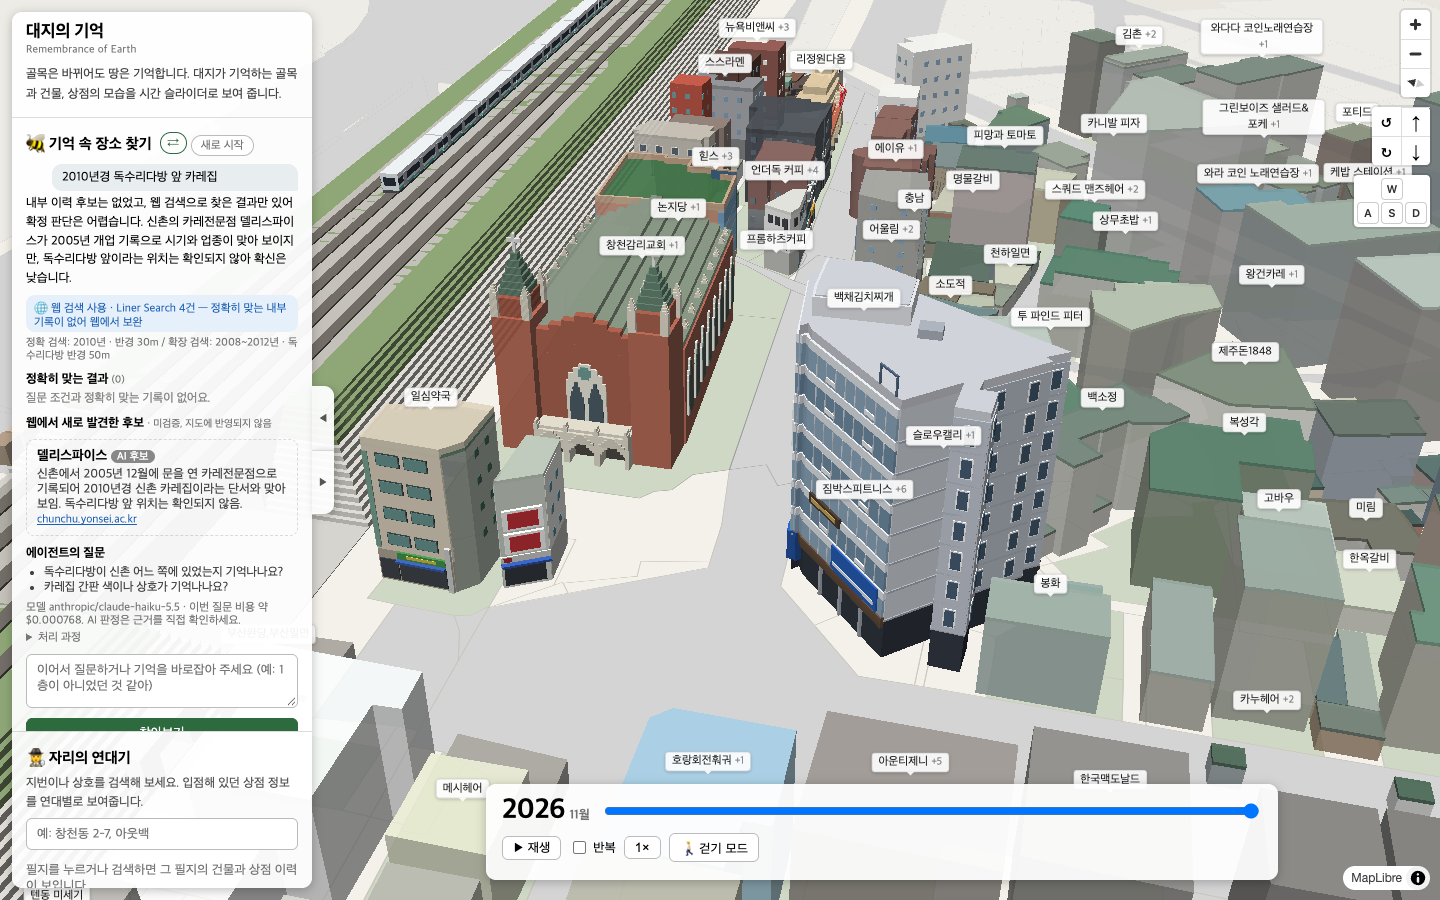 대지의 기억
Remembrance of Earth
골목은 바뀌어도 땅은 기억합니다. 대지가 기억하는 골목
과 건물, 상점의 모습을 시간 슬라이더로 보여 줍니다.
기억 속 장소 찾기
새로 시작
2010년경 독수리다방 앞 카레집
내부 이력 후보는 없었고, 웹 검색으로 찾은 결과만 있어
확정 판단은 어렵습니다. 신촌의 카레전문점 델리스파이
스가 2005년 개업 기록으로 시기와 업종이 맞아 보이지
만, 독수리다방 앞이라는 위치는 확인되지 않아 확신은
낮습니다.
웹 검색 사용 · Liner Search 4건 — 정확히 맞는 내부
기록이 없어 웹에서 보완
정확 검색: 2010년 · 반경 30m / 확장 검색: 2008~2012년 · 독
수리다방 반경 50m
정확히 맞는 결과 (0)
질문 조건과 정확히 맞는 기록이 없어요.
웹에서 새로 발견한 후보 · 미검증, 지도에 반영되지 않음
델리스파이스 AI 후보
신촌에서 2005년 12월에 문을 연 카레전문점으로
기록되어 2010년경 신촌 카레집이라는 단서와 맞아
보임. 독수리다방 앞 위치는 확인되지 않음.
chunchu.yonsei.ac.kr
에이전트의 질문
• 독수리다방이 신촌 어느 쪽에 있었는지 기억나나요?
• 카레집 간판 색이나 상호가 기억나나요?
모델 anthropic/claude-haiku-5.5 · 이번 질문 비용 약
$0.000768. AI 판정은 근거를 직접 확인하세요.
▶ 처리 과정
이어서 질문하거나 기억을 바로잡아 주세요 (예: 1
층이 아니었던 것 같아)
찾아보기
자리의 연대기
지번이나 상호를 검색해 보세요. 입점해 있던 상점 정보
를 연대별로 보여줍니다.
예: 창천동 2-7, 아웃백
필지를 누르거나 검색하면 그 필지의 건물과 상점 이력
이 보입니다
텐동 미세기
뉴욕비앤씨 +3
스스라멘
리정원다움
김촌 +2
와다다 코인노래연습장
+1
그린보이즈 샐러드&
포케 +1
포티드
카니발 피자
피망과 토마토
에이유 +1
힏스 +3
언더독 커피 +4
명물갈비
와라 코인 노래연습장 +1
케밥 스테이션 +1
스쿼드 맨즈헤어 +2
충남
논지당 +1
상무초밥 +1
어울림 +2
프롬하츠커피
창천감리교회 +1
천하일면
왕건카레 +1
소도적
백채김치찌개
투 파인드 피터
제주돈1848
일심약국
백소정
복성각
슬로우캘리 +1
짐박스피트니스 +6
고바우
미림
한옥갈비
봉화
카누헤어 +2
호랑회전훠궈 +1
아운티제니 +5
한국맥도날드
메시헤어
W
A S D
2026 11월
▶ 재생
반복
1×
걷기 모드
MapLibre